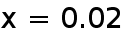 x = 0.02